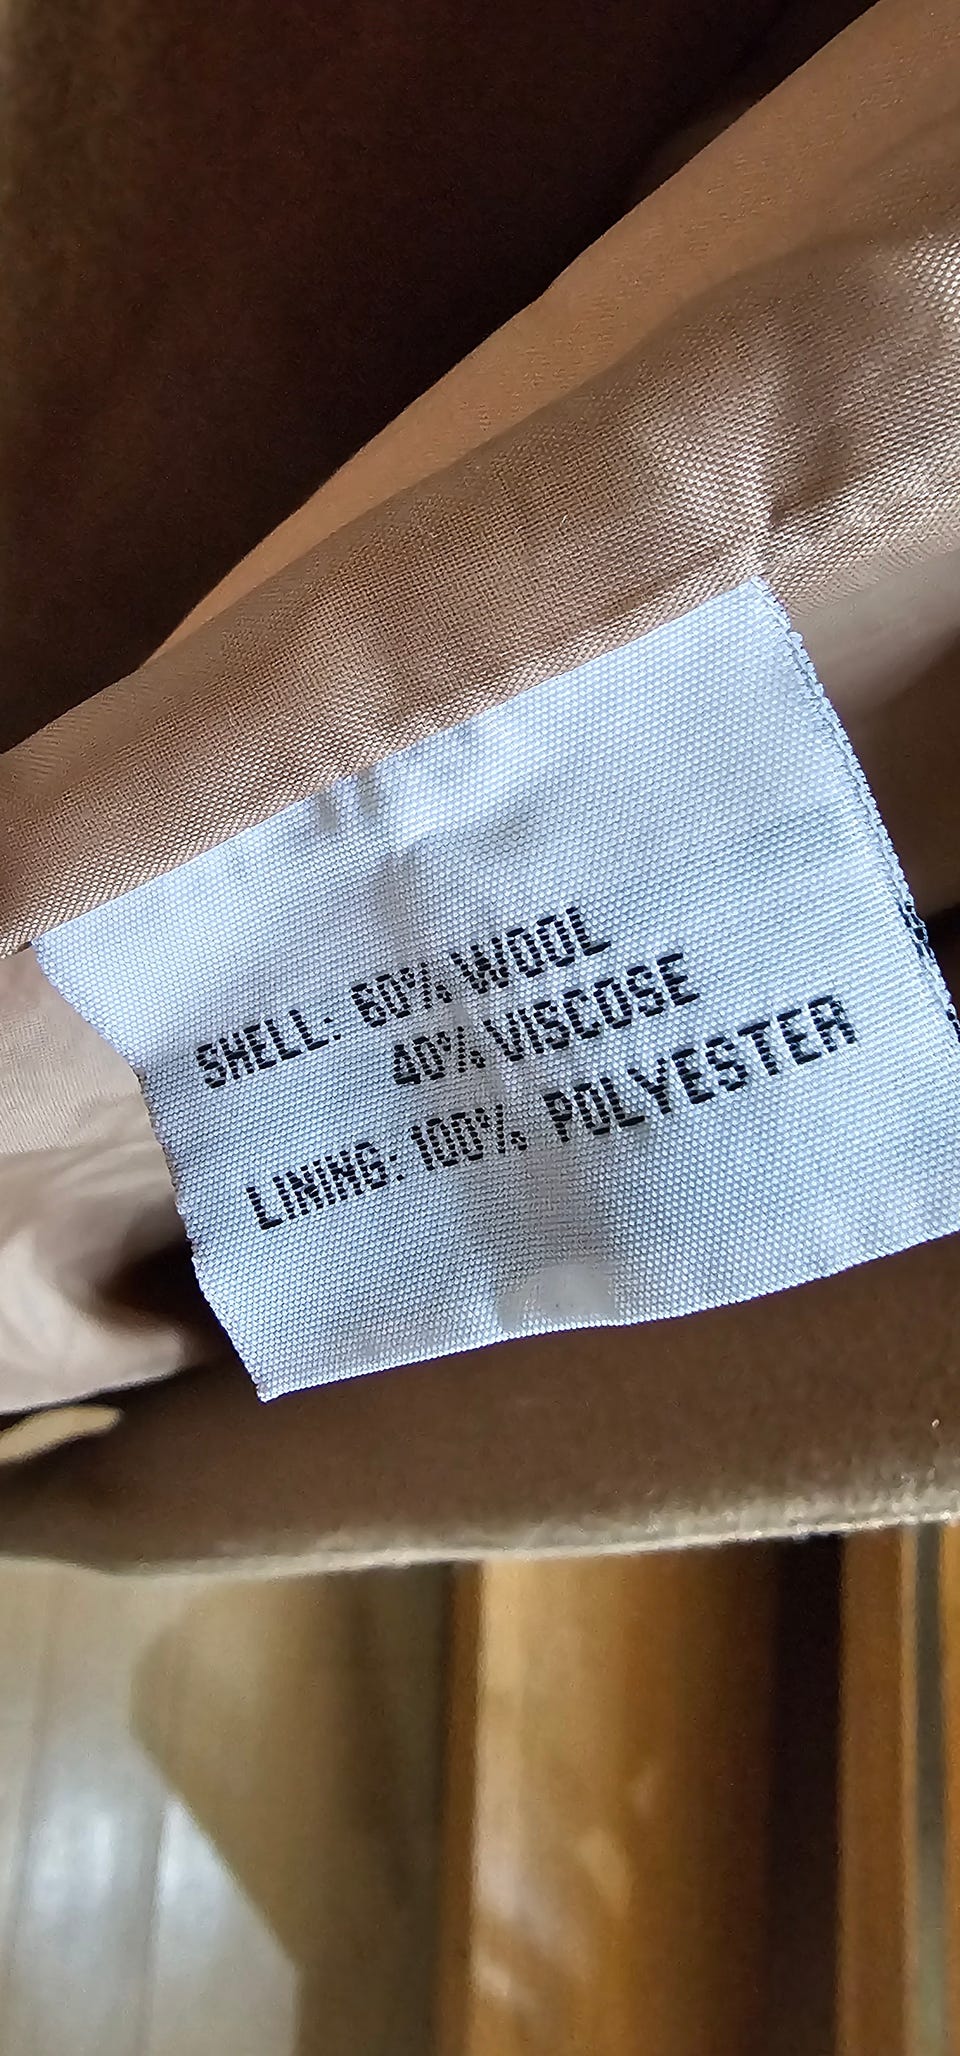 SHELL: 60% WOOL
40% VISCOSE
LINING: 100% POLYESTER